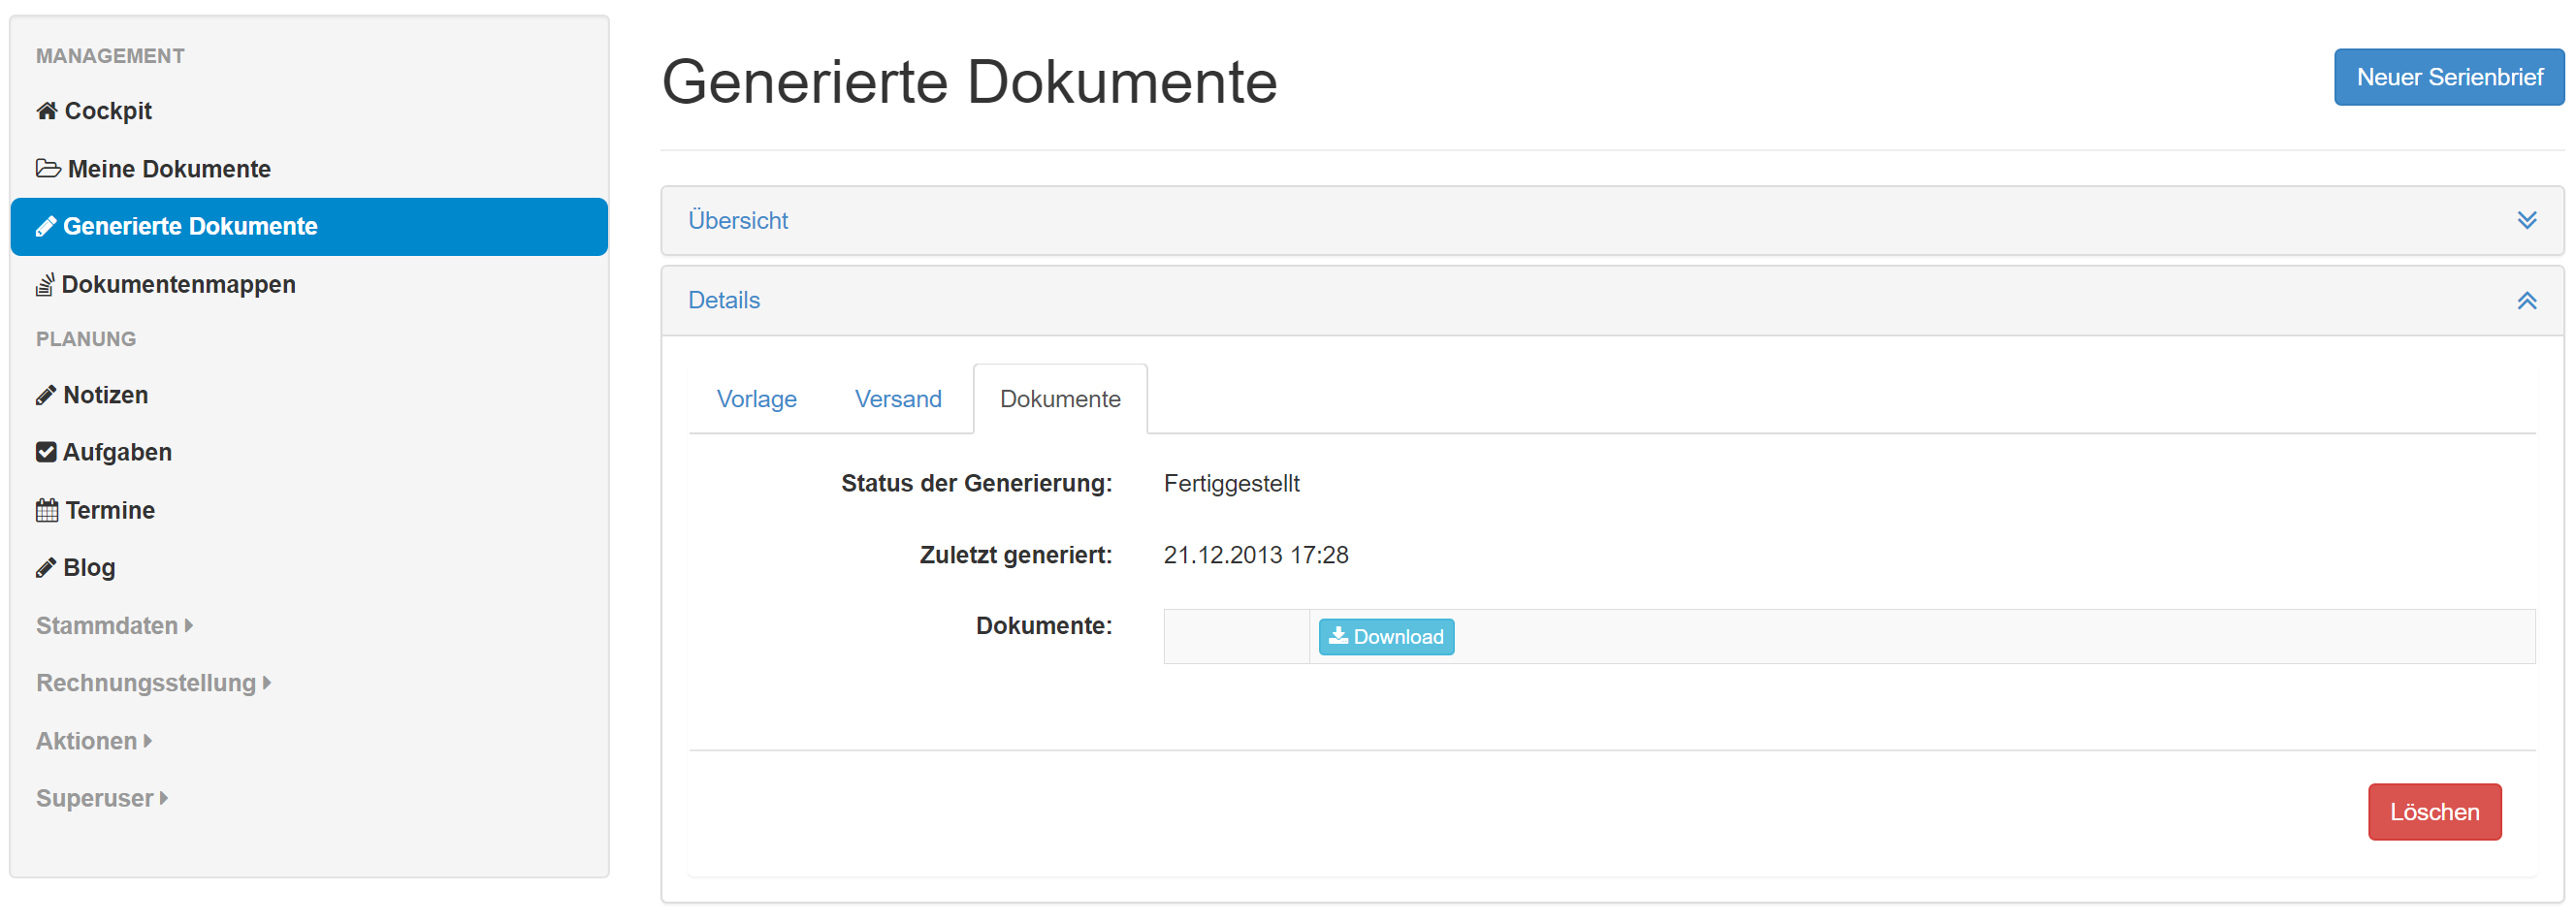 MANAGEMENT
Cockpit
Meine Dokumente
Generierte Dokumente
Dokumentenmappen
PLANUNG
Notizen
Aufgaben
Termine
Blog
Stammdaten
Rechnungsstellung
Aktionen
Superuser
Generierte Dokumente
Neuer Serienbrief
Übersicht
Details
Vorlage Versand Dokumente
Status der Generierung: Fertiggestellt
Zuletzt generiert: 21.12.2013 17:28
Dokumente: Download
Löschen